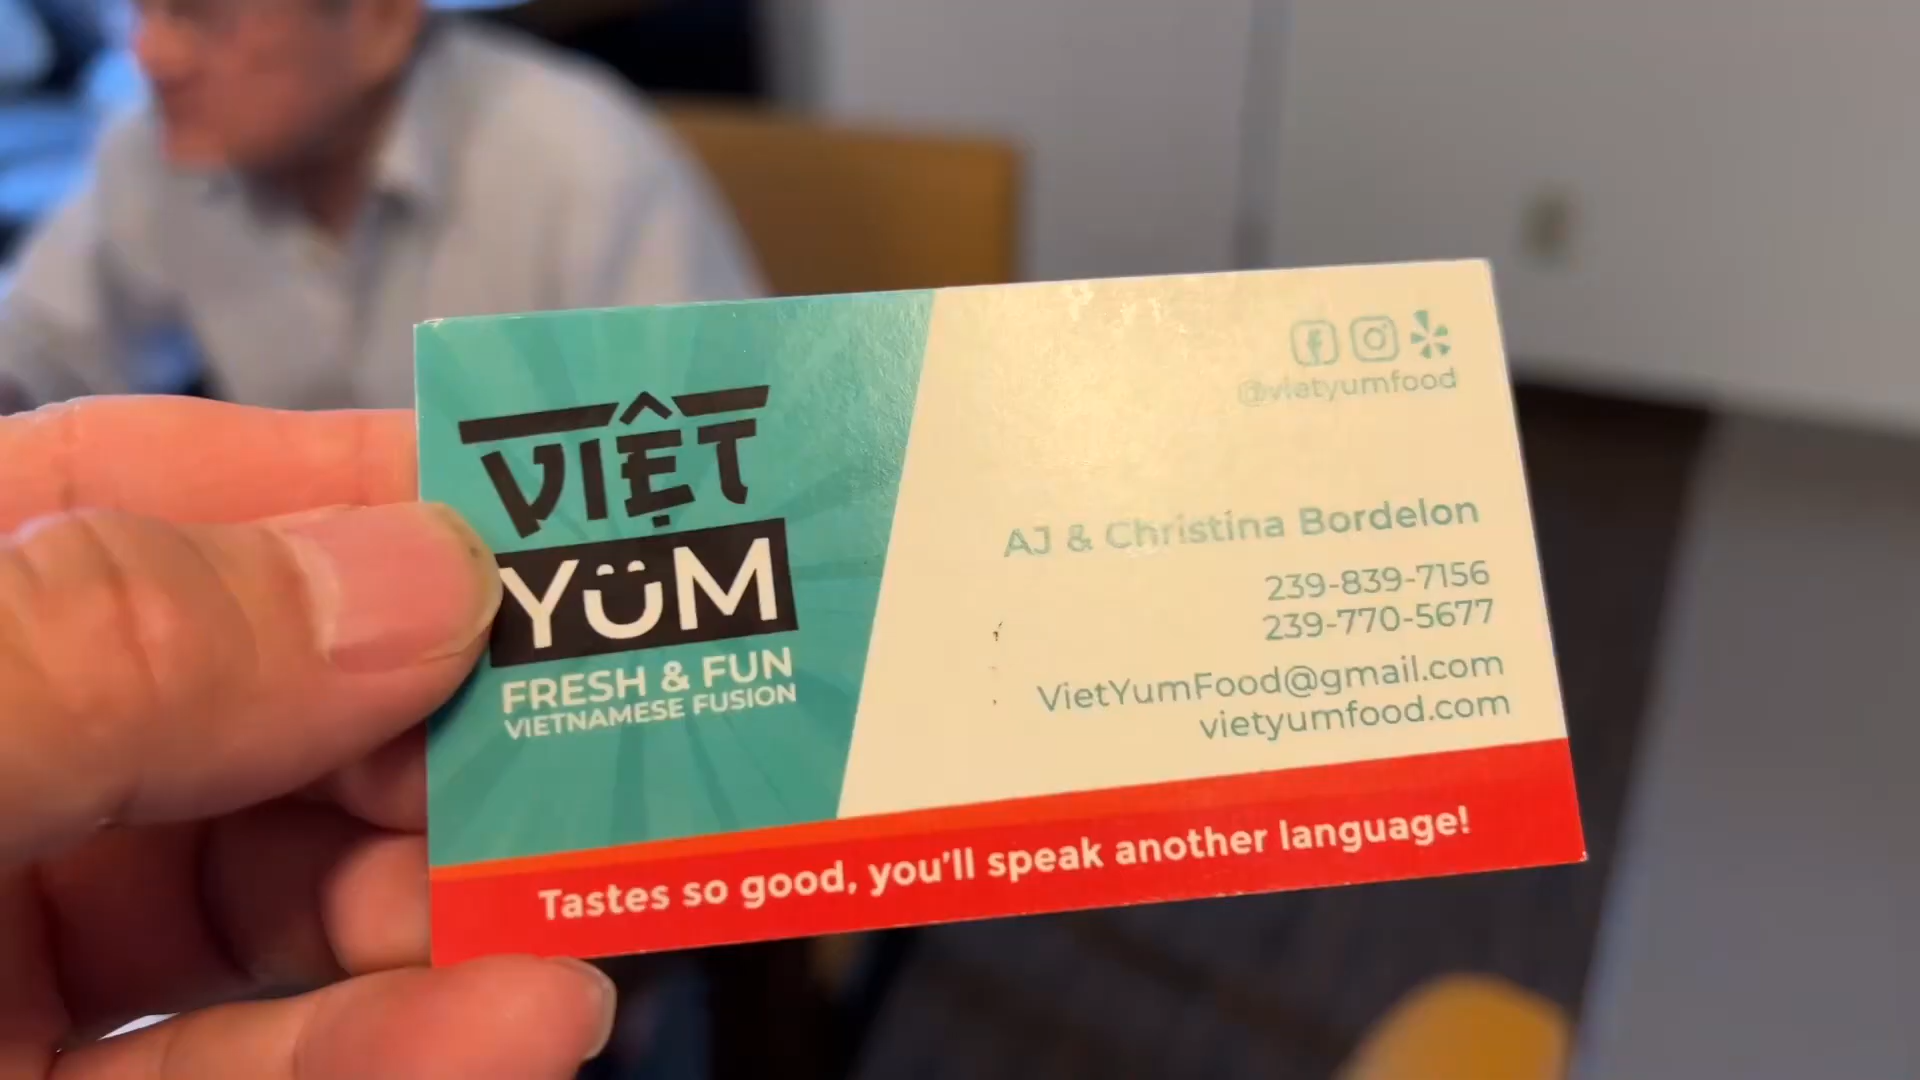 VIỆT
YÜM
FRESH & FUN
VIETNAMESE FUSION
@vietyumfood
AJ & Christina Bordelon
239-839-7156
239-770-5677
VietYumFood@gmail.com
vietyumfood.com
Tastes so good, you'll speak another language!